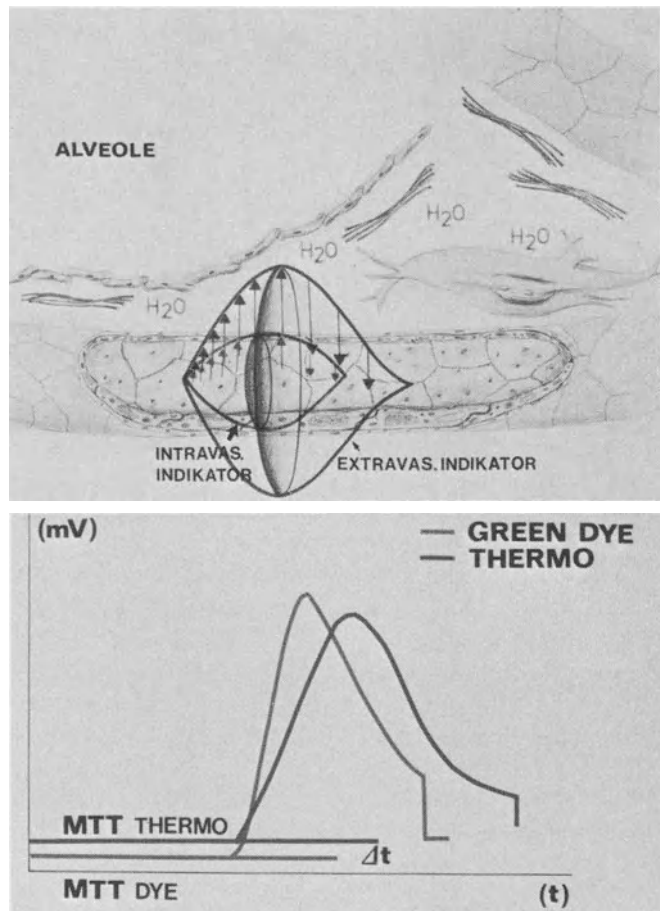 ALVEOLE
H₂O
H₂O
H₂O
H₂O
INTRAVAS.
INDIKATOR
EXTRAVAS. INDIKATOR
(mV)
GREEN DYE
THERMO
MTT THERMO
Δt
MTT DYE
(t)